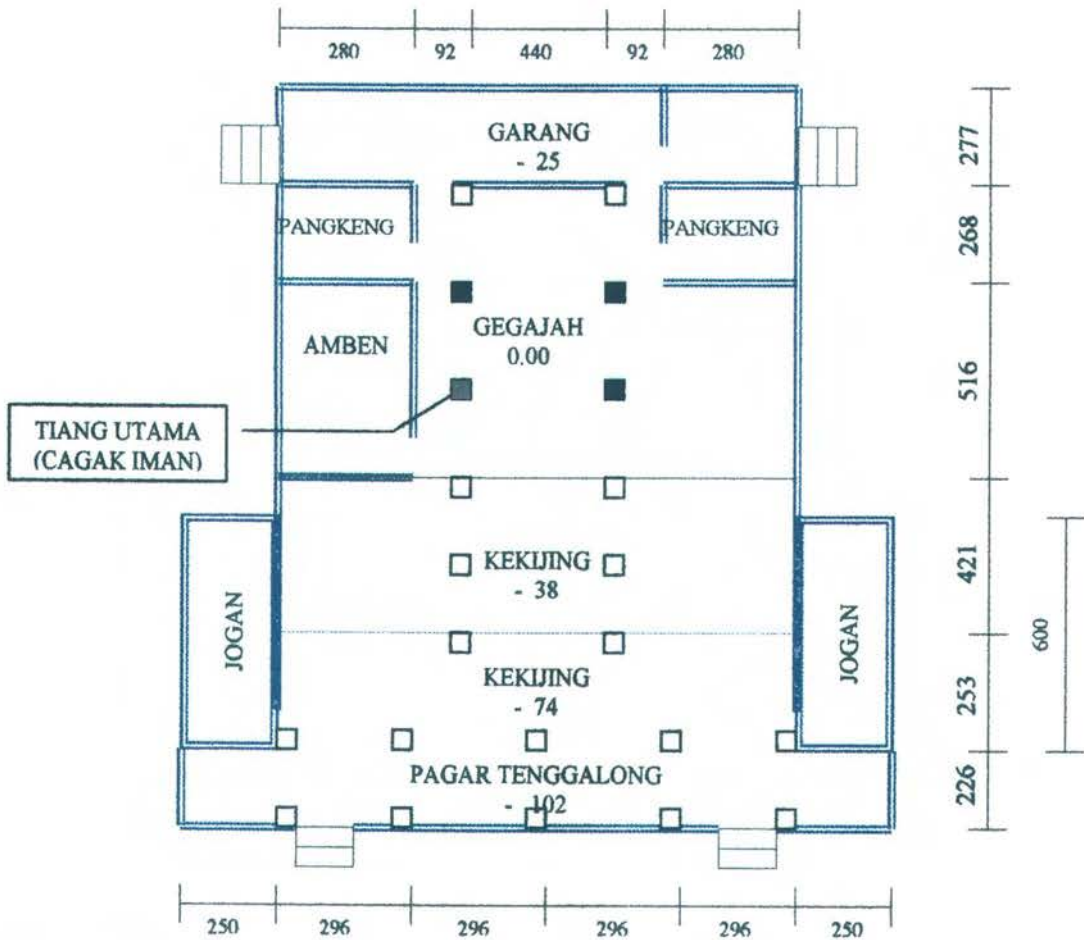 280 92 440 92 280
GARANG
- 25
277
PANGKENG
PANGKENG
268
GEGAJAH
0.00
AMBEN
516
TIANG UTAMA
(CAGAK IMAN)
KEKIJING
- 38
421
JOGAN
JOGAN
600
KEKIJING
- 74
253
PAGAR TENGGALONG
- 102
226
250 296 296 296 296 250